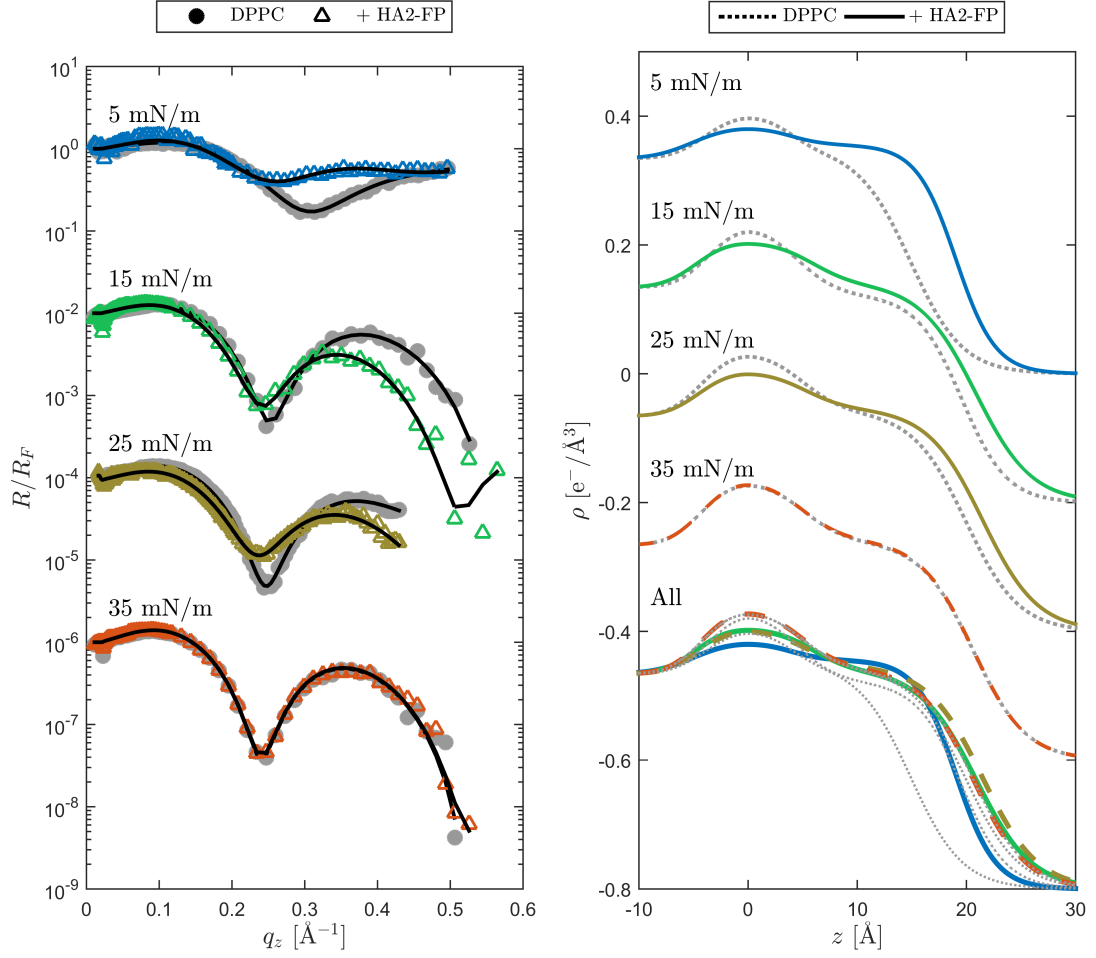 DPPC + HA2-FP
10^1
10^0
10^-1
10^-2
10^-3
10^-4
10^-5
10^-6
10^-7
10^-8
10^-9
R/R_F
5 mN/m
15 mN/m
25 mN/m
35 mN/m
0 0.1 0.2 0.3 0.4 0.5 0.6
q_z [Å^-1]
DPPC + HA2-FP
0.4
0.2
0
-0.2
-0.4
-0.6
-0.8
ρ [e^-/Å^3]
5 mN/m
15 mN/m
25 mN/m
35 mN/m
All
-10 0 10 20 30
z [Å]